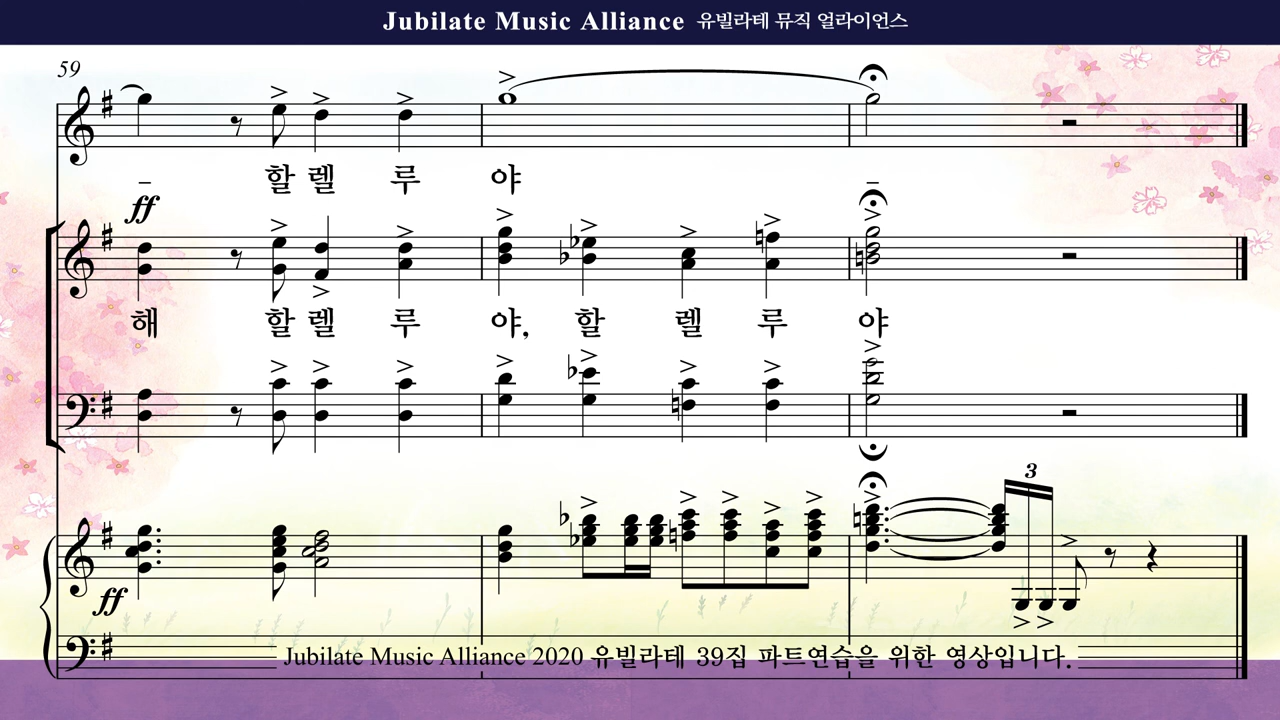 Jubilate Music Alliance 유빌라테 뮤직 얼라이언스
59
할 렐 루 야
ff
해 할 렐 루 야, 할 렐 루 야
3
ff
Jubilate Music Alliance 2020 유빌라테 39집 파트연습을 위한 영상입니다.